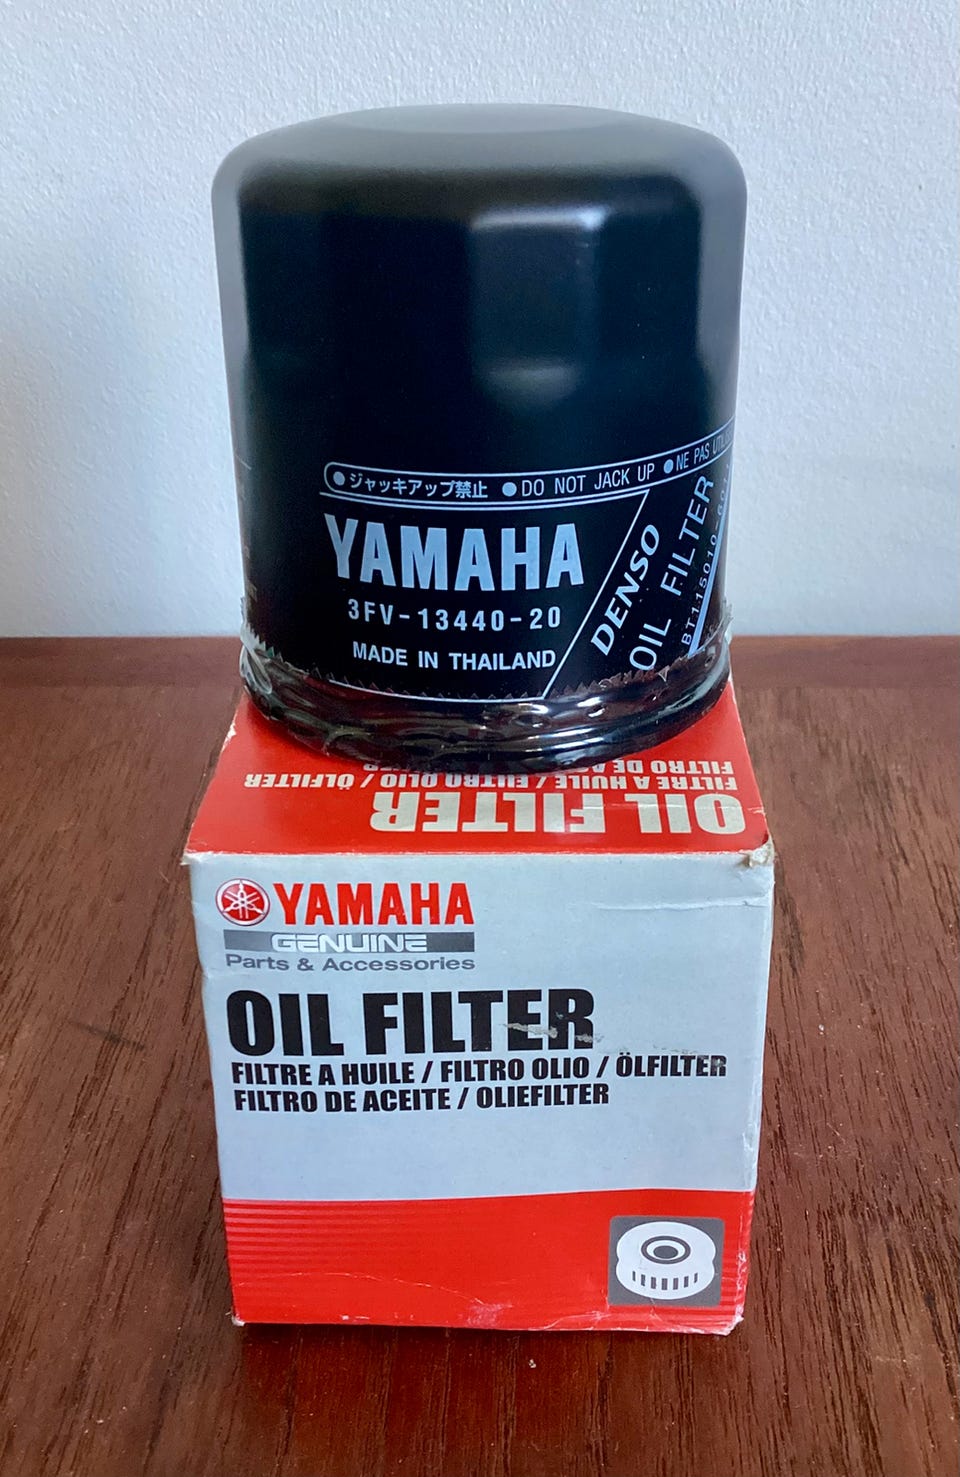 ●ジャッキアップ禁止 ●DO NOT JACK UP ●NE PAS
YAMAHA
3FV-13440-20
MADE IN THAILAND
DENSO
OIL FILTER
OIL FILTER
FILTRE A HUILE / FILTRO OLIO / ÖLFILTER
FILTRO DE
YAMAHA
GENUINE
Parts & Accessories
OIL FILTER
FILTRE A HUILE / FILTRO OLIO / ÖLFILTER
FILTRO DE ACEITE / OLIEFILTER